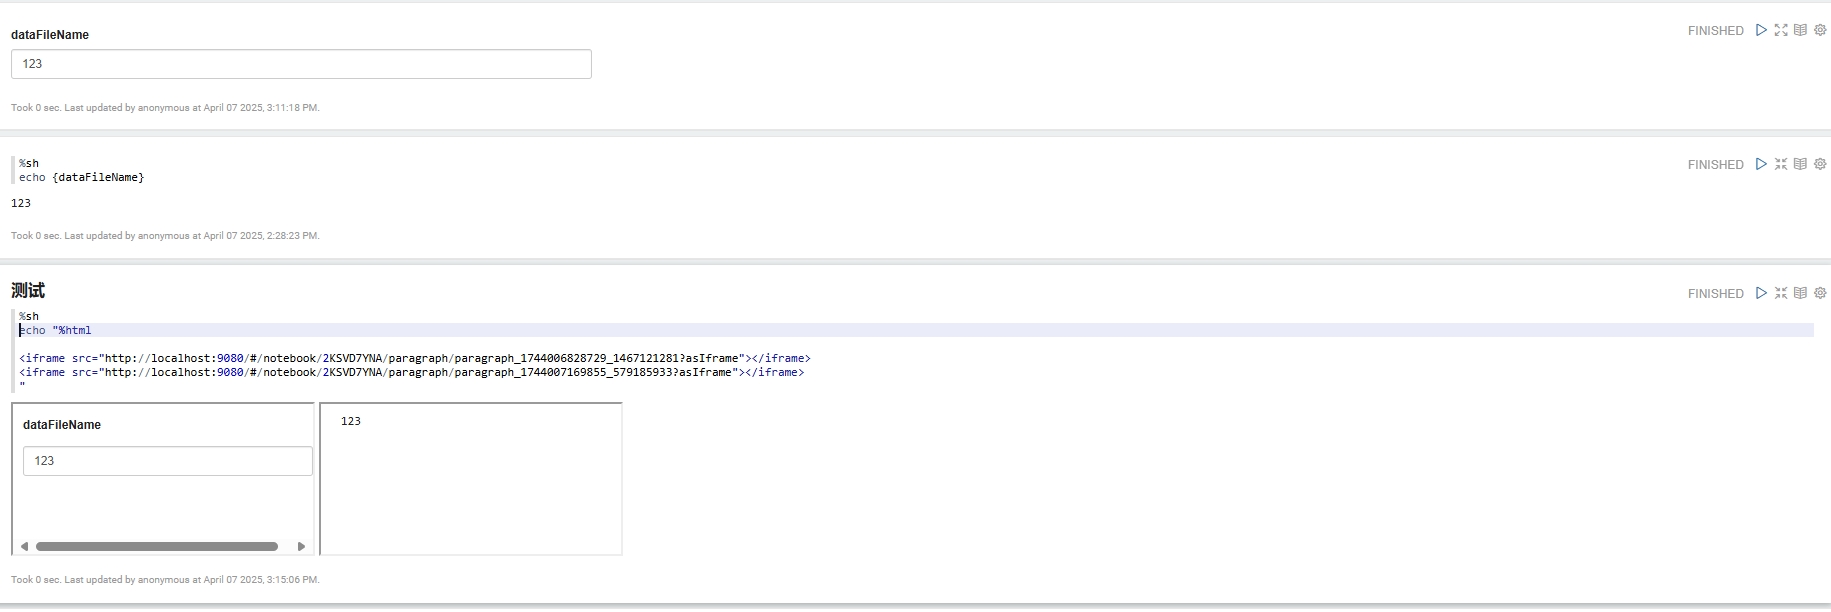 dataFileName
FINISHED
123
Took 0 sec. Last updated by anonymous at April 07 2025, 3:11:18 PM.
%sh
FINISHED
echo {dataFileName}
123
Took 0 sec. Last updated by anonymous at April 07 2025, 2:28:23 PM.
测试
FINISHED
%sh
echo "%html
<iframe src="http://localhost:9080/#/notebook/2KSVD7YNA/paragraph/paragraph_1744006828729_1467121281?asIframe"></iframe>
<iframe src="http://localhost:9080/#/notebook/2KSVD7YNA/paragraph/paragraph_1744007169855_579185933?asIframe"></iframe>
"
dataFileName
123
123
Took 0 sec. Last updated by anonymous at April 07 2025, 3:15:06 PM.